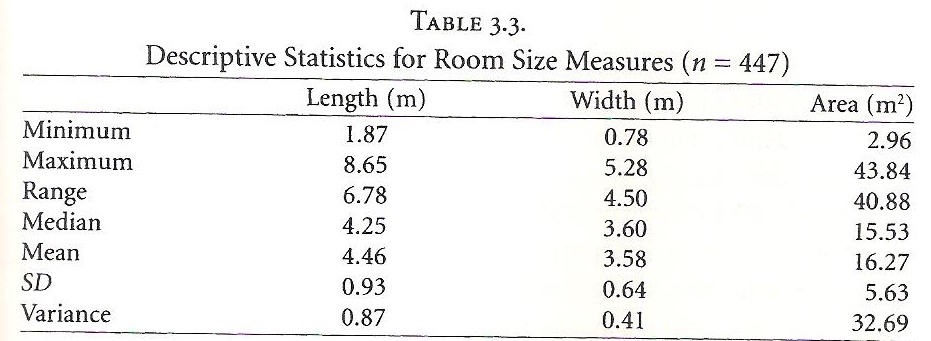 TABLE 3.3.
Descriptive Statistics for Room Size Measures (n = 447)
Length (m) Width (m) Area (m²)
Minimum 1.87 0.78 2.96
Maximum 8.65 5.28 43.84
Range 6.78 4.50 40.88
Median 4.25 3.60 15.53
Mean 4.46 3.58 16.27
SD 0.93 0.64 5.63
Variance 0.87 0.41 32.69